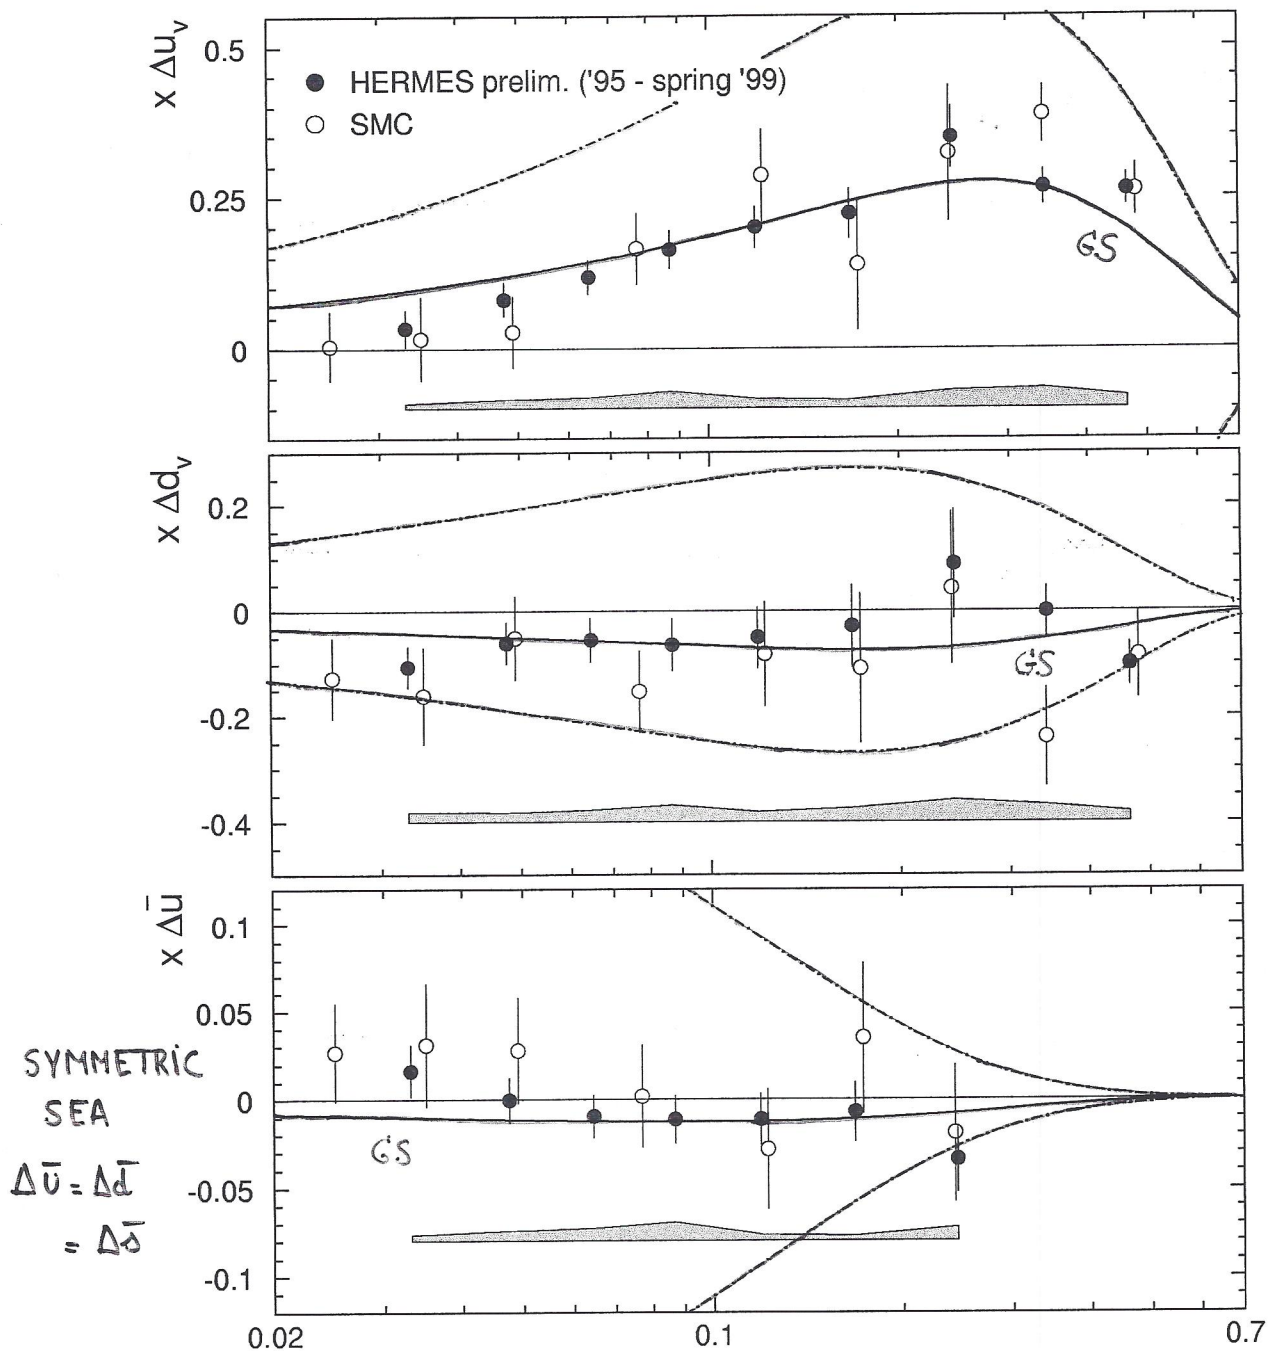 x Δu_v
0.5
0.25
0
HERMES prelim. ('95 - spring '99)
SMC
GS
x Δd_v
0.2
0
-0.2
-0.4
GS
x Δū
0.1
0.05
0
-0.05
-0.1
GS
SYMMETRIC
SEA
Δū = Δd̄
= Δs̄
0.02
0.1
0.7